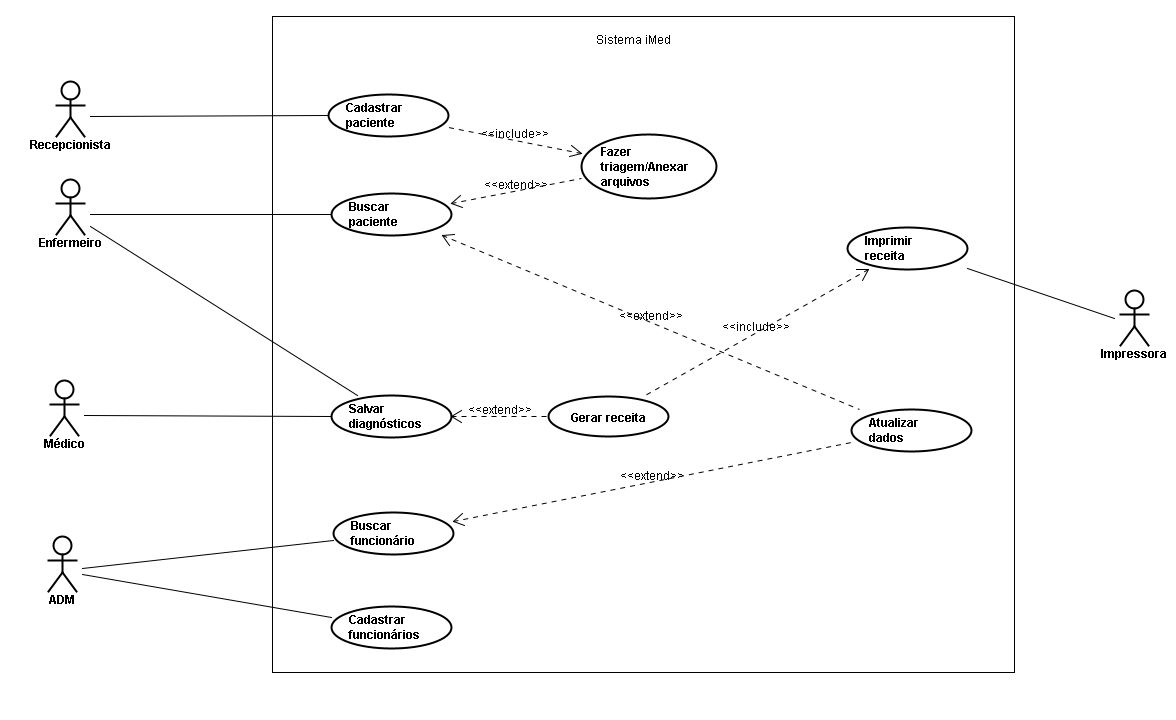 Sistema iMed
Recepcionista
Cadastrar
paciente
<<include>>
Fazer
triagem/Anexar
arquivos
<<extend>>
Enfermeiro
Buscar
paciente
Imprimir
receita
<<extend>>
<<include>>
Impressora
Médico
Salvar
diagnósticos
<<extend>>
Gerar receita
Atualizar
dados
<<extend>>
Buscar
funcionário
ADM
Cadastrar
funcionários